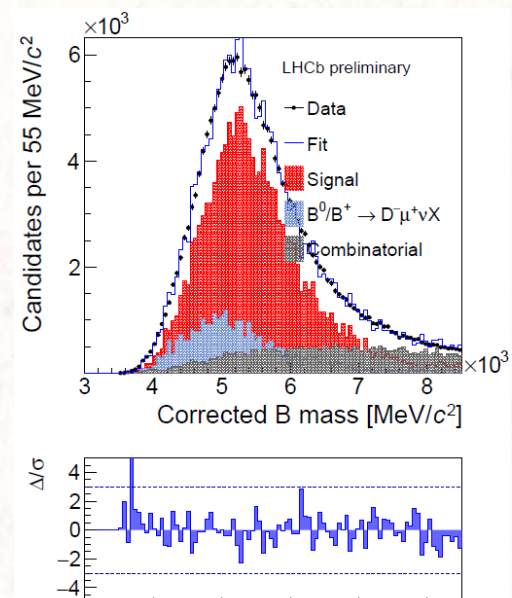 ×10³
Candidates per 55 MeV/c²
6
4
2
LHCb preliminary
Data
Fit
Signal
B⁰/B⁺ → D⁻μ⁺νX
Combinatorial
3 4 5 6 7 8
×10³
Corrected B mass [MeV/c²]
Δ/σ
4
2
0
−2
−4